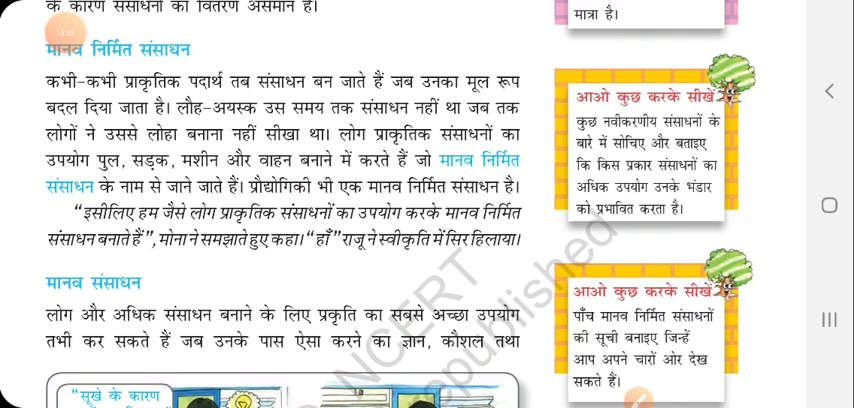 के कारण संसाधनों का वितरण असमान है।
मानव निर्मित संसाधन
कभी-कभी प्राकृतिक पदार्थ तब संसाधन बन जाते हैं जब उनका मूल रूप
बदल दिया जाता है। लौह-अयस्क उस समय तक संसाधन नहीं था जब तक
लोगों ने उससे लोहा बनाना नहीं सीखा था। लोग प्राकृतिक संसाधनों का
उपयोग पुल, सड़क, मशीन और वाहन बनाने में करते हैं जो मानव निर्मित
संसाधन के नाम से जाने जाते हैं। प्रौद्योगिकी भी एक मानव निर्मित संसाधन है।
“इसीलिए हम जैसे लोग प्राकृतिक संसाधनों का उपयोग करके मानव निर्मित
संसाधन बनाते हैं”, मोना ने समझाते हुए कहा। “हाँ” राजू ने स्वीकृति में सिर हिलाया।
मानव संसाधन
लोग और अधिक संसाधन बनाने के लिए प्रकृति का सबसे अच्छा उपयोग
तभी कर सकते हैं जब उनके पास ऐसा करने का ज्ञान, कौशल तथा
“सूखे के कारण
मात्रा है।
आओ कुछ करके सीखें
कुछ नवीकरणीय संसाधनों के
बारे में सोचिए और बताइए
कि किस प्रकार संसाधनों का
अधिक उपयोग उनके भंडार
को प्रभावित करता है।
आओ कुछ करके सीखें
पाँच मानव निर्मित संसाधनों
की सूची बनाइए जिन्हें
आप अपने चारों ओर देख
सकते हैं।
NCERT
republished